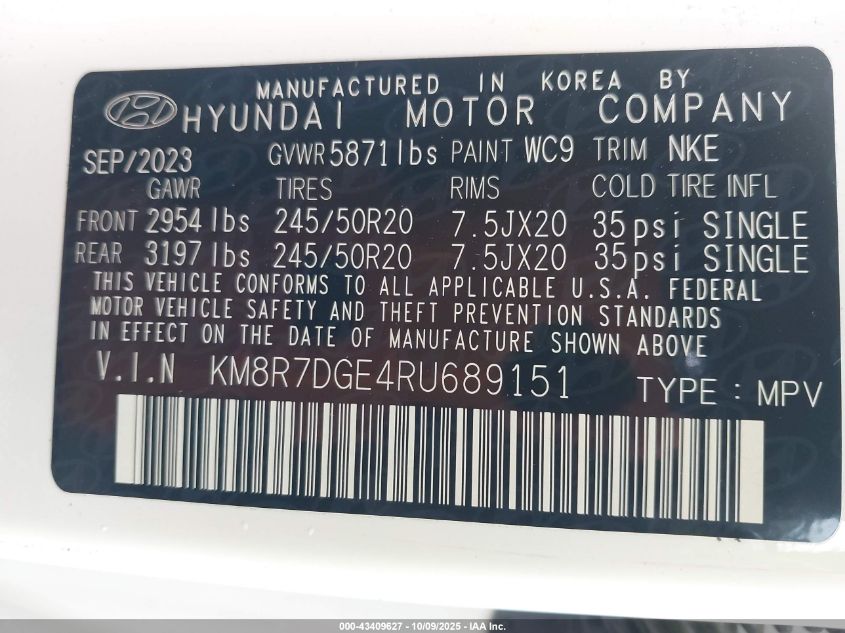 MANUFACTURED IN KOREA BY
HYUNDAI MOTOR COMPANY
SEP/2023 GVWR 5871lbs PAINT WC9 TRIM NKE
GAWR TIRES RIMS COLD TIRE INFL
FRONT 2954 lbs 245/50R20 7.5JX20 35psi SINGLE
REAR 3197 lbs 245/50R20 7.5JX20 35psi SINGLE
THIS VEHICLE CONFORMS TO ALL APPLICABLE U.S.A. FEDERAL
MOTOR VEHICLE SAFETY AND THEFT PREVENTION STANDARDS
IN EFFECT ON THE DATE OF MANUFACTURE SHOWN ABOVE
V.I.N KM8R7DGE4RU689151 TYPE : MPV
000-43409627 - 10/09/2025 - IAA Inc.